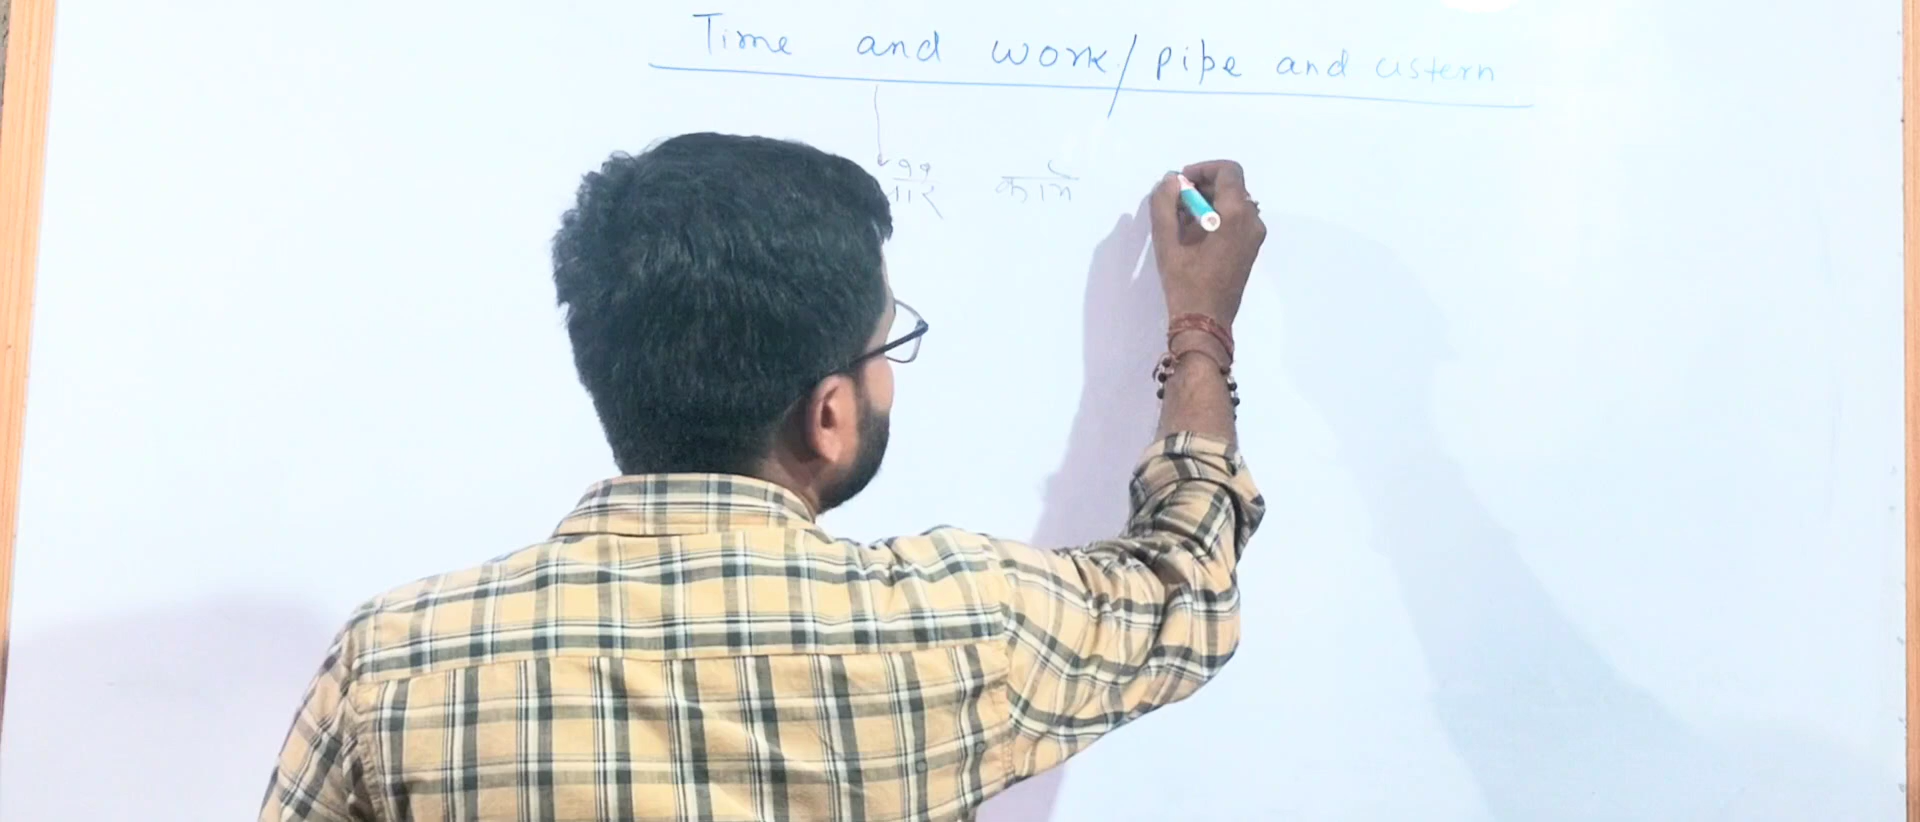 Time and work/pipe and cistern
काम